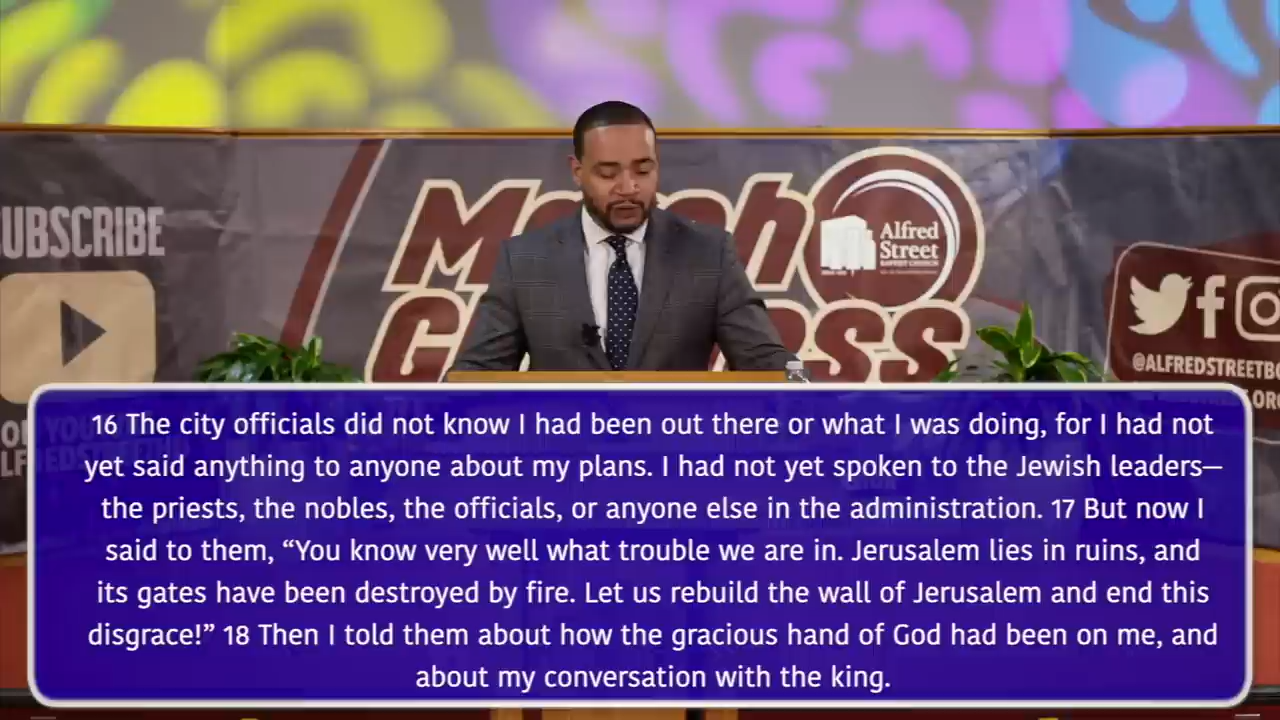 SUBSCRIBE
Alfred
Street
BAPTIST CHURCH
@ALFREDSTREETB
16 The city officials did not know I had been out there or what I was doing, for I had not
yet said anything to anyone about my plans. I had not yet spoken to the Jewish leaders—
the priests, the nobles, the officials, or anyone else in the administration. 17 But now I
said to them, “You know very well what trouble we are in. Jerusalem lies in ruins, and
its gates have been destroyed by fire. Let us rebuild the wall of Jerusalem and end this
disgrace!” 18 Then I told them about how the gracious hand of God had been on me, and
about my conversation with the king.